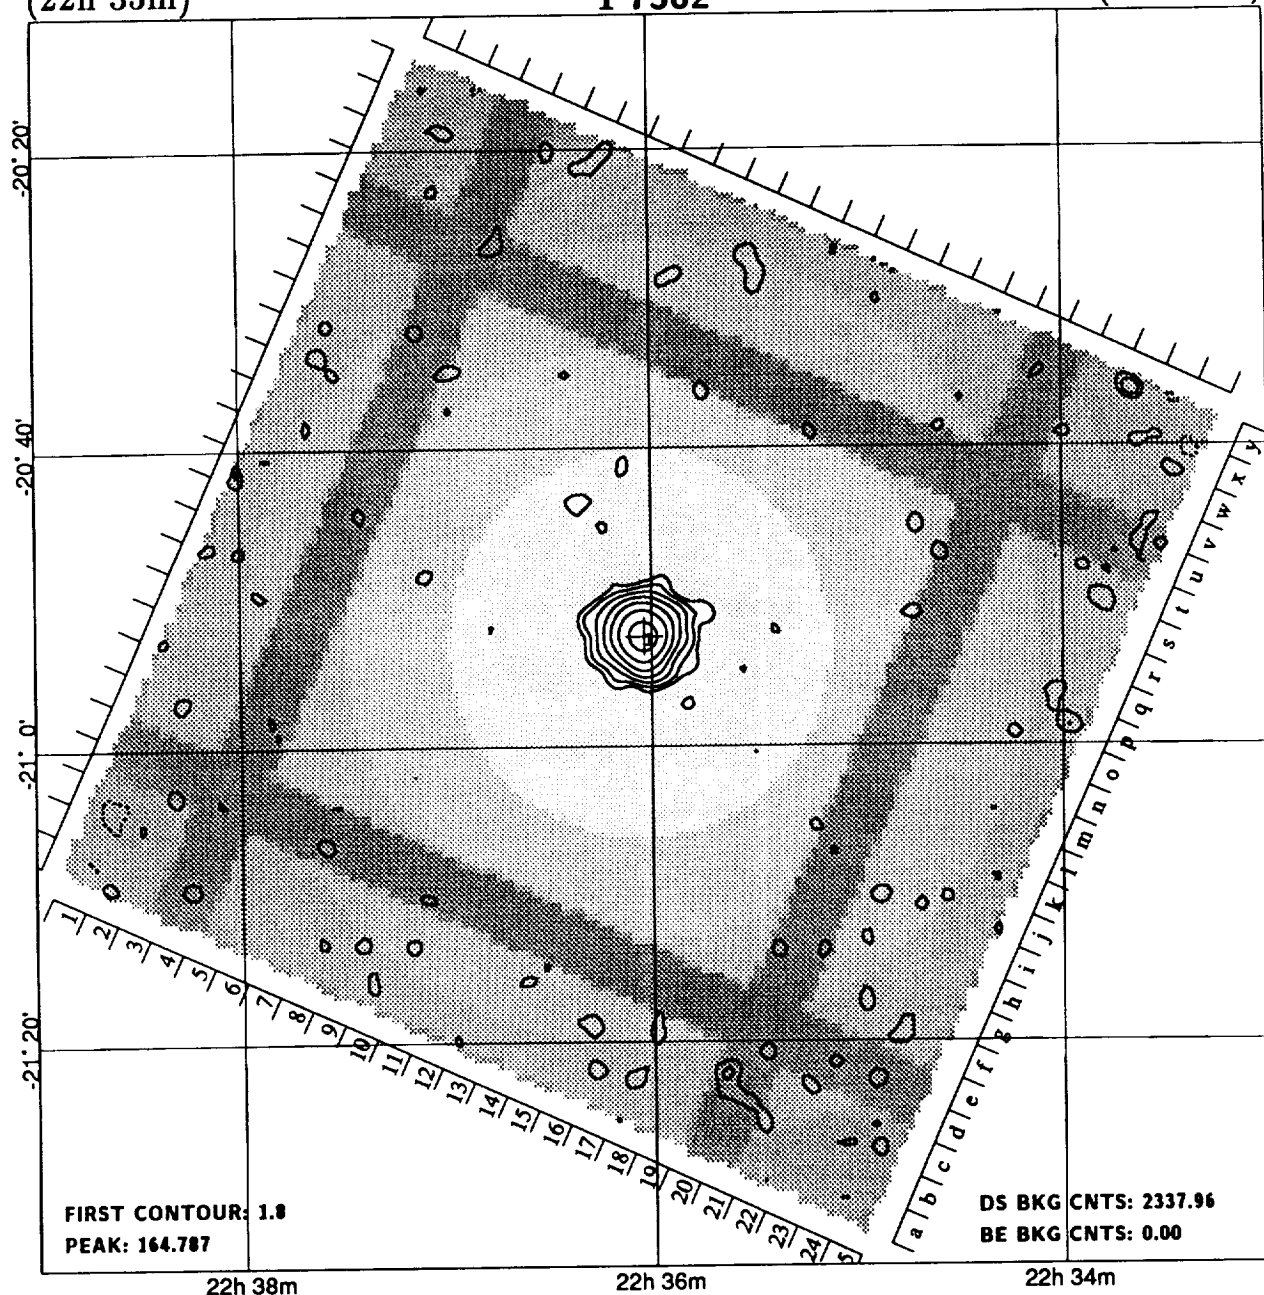 (22h 35m)
I 7582
-20° 20'
-20° 40'
-21° 0'
-21° 20'
1
1 2 3 4 5 6 7 8 9 10 11 12 13 14 15 16 17 18 19 20 21 22 23 24
a b c d e f g h i j k l m n o p q r s t u v w x y
FIRST CONTOUR: 1.8
PEAK: 164.787
DS BKG CNTS: 2337.96
BE BKG CNTS: 0.00
22h 38m
22h 36m
22h 34m